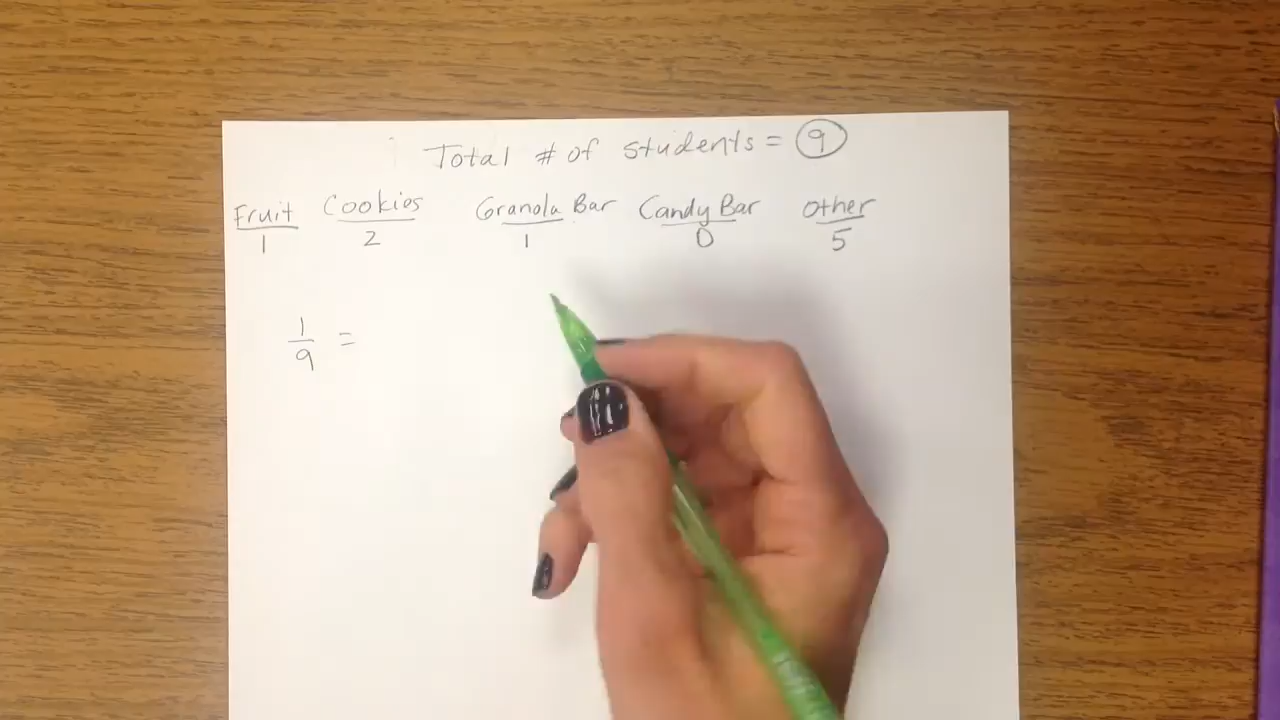 Total # of students = 9
Fruit Cookies Granola Bar Candy Bar Other
1 2 1 0 5
1/9 =